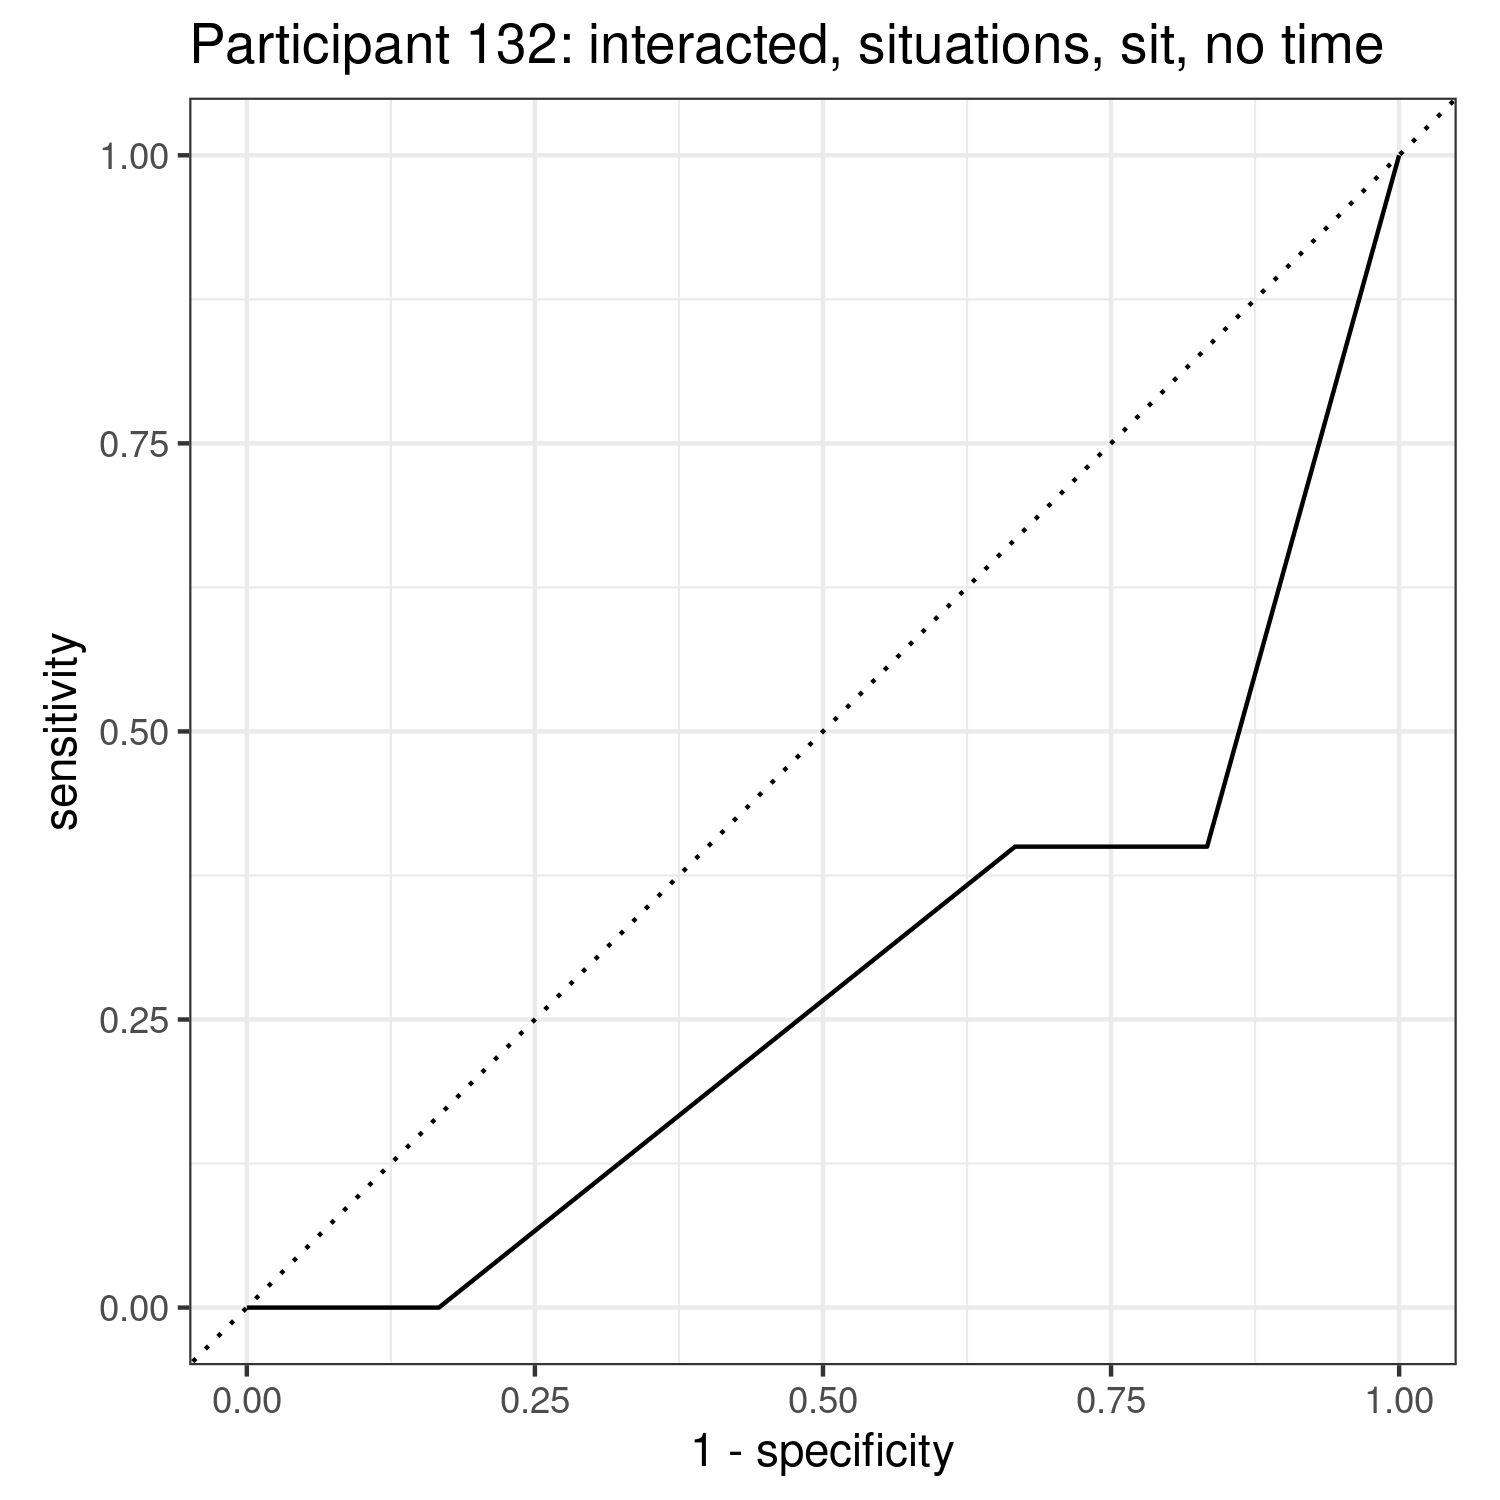 Participant 132: interacted, situations, sit, no time
1.00
0.75
0.50
0.25
0.00
sensitivity
0.00 0.25 0.50 0.75 1.00
1 - specificity